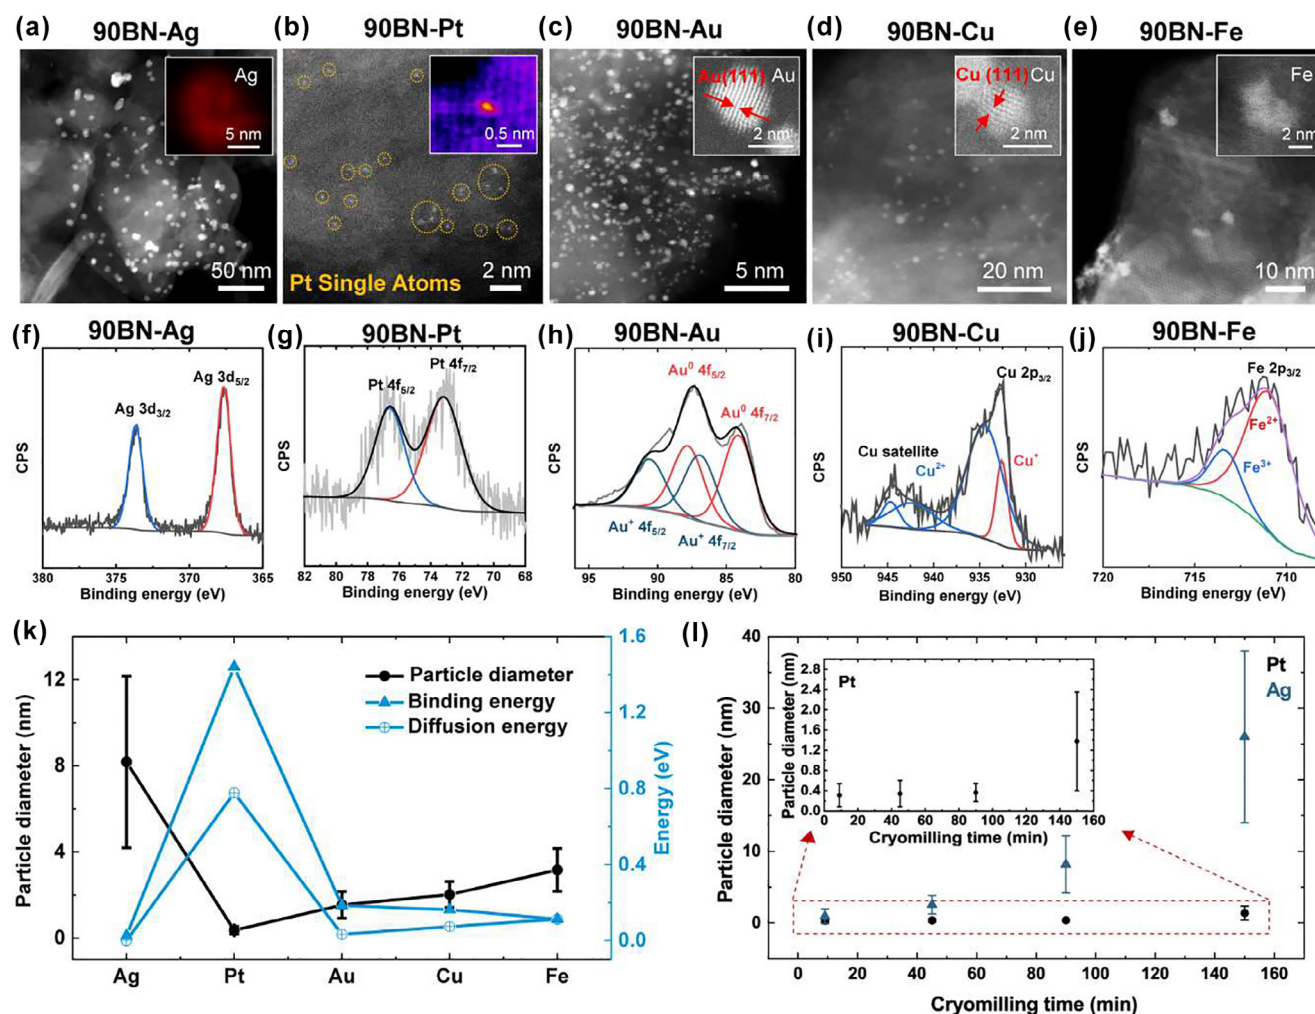 (a)
90BN-Ag
Ag
5 nm
50 nm
(b)
90BN-Pt
0.5 nm
Pt Single Atoms
2 nm
(c)
90BN-Au
Au(111)
Au
2 nm
5 nm
(d)
90BN-Cu
Cu (111)
Cu
2 nm
20 nm
(e)
90BN-Fe
Fe
2 nm
10 nm
(f)
90BN-Ag
Ag 3d3/2
Ag 3d5/2
CPS
380 375 370 365
Binding energy (eV)
(g)
90BN-Pt
Pt 4f5/2
Pt 4f7/2
CPS
82 80 78 76 74 72 70 68
Binding energy (eV)
(h)
90BN-Au
Au⁰ 4f5/2
Au⁰ 4f7/2
Au⁺ 4f5/2
Au⁺ 4f7/2
CPS
95 90 85 80
Binding energy (eV)
(i)
90BN-Cu
Cu 2p3/2
Cu satellite
Cu²⁺
Cu⁺
CPS
950 945 940 935 930
Binding energy (eV)
(j)
90BN-Fe
Fe 2p3/2
Fe²⁺
Fe³⁺
CPS
720 715 710
Binding energy (eV)
(k)
Particle diameter
Binding energy
Diffusion energy
Particle diameter (nm)
12
8
4
0
Energy (eV)
1.6
1.2
0.8
0.4
0.0
Ag Pt Au Cu Fe
(l)
Pt
Ag
Particle diameter (nm)
40
35
30
25
20
15
10
5
0
0 20 40 60 80 100 120 140 160
Cryomilling time (min)
Pt
Particle diameter (nm)
2.8
2.4
2.0
1.6
1.2
0.8
0.4
0.0
0 20 40 60 80 100 120 140 160
Cryomilling time (min)